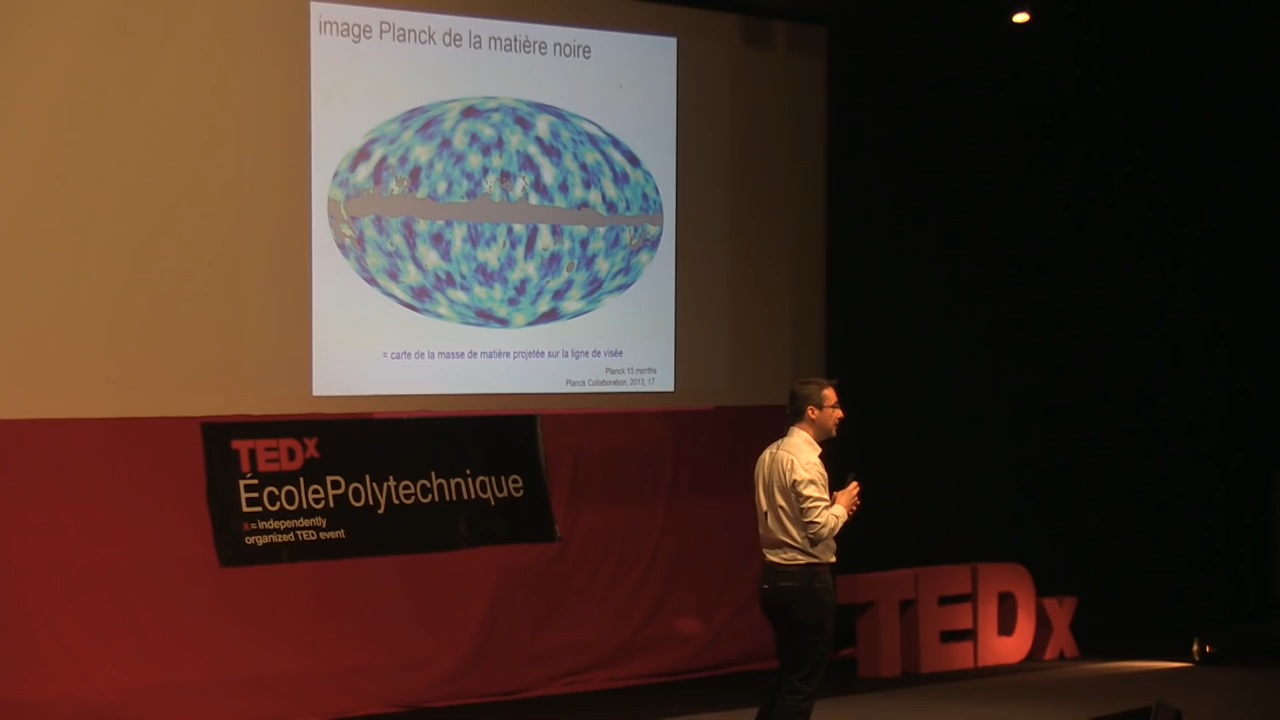 image Planck de la matière noire
= carte de la masse de matière projetée sur la ligne de visée
Planck 15 months
Planck Collaboration, 2013, 17
TEDx
ÉcolePolytechnique
x = independently
organized TED event
TEDx